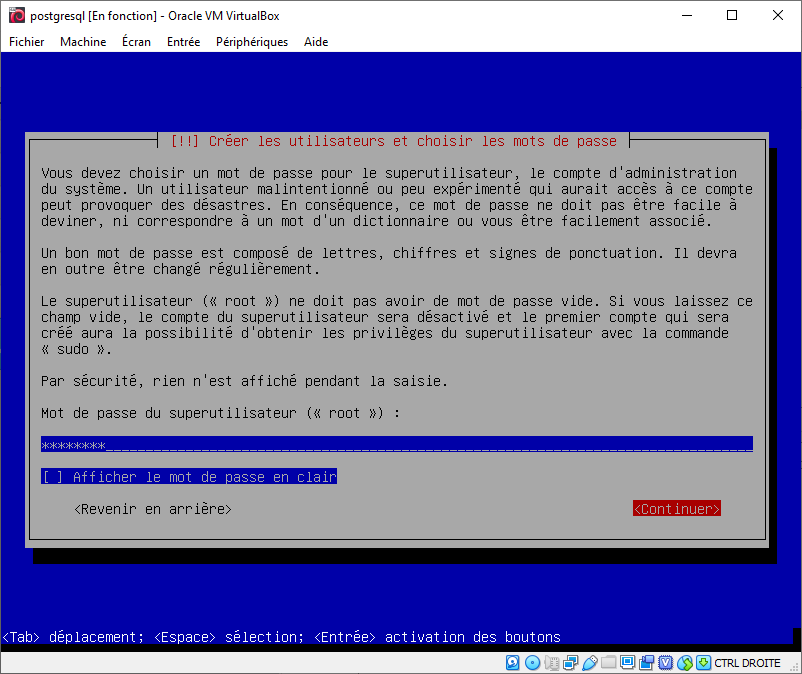 postgresql [En fonction] - Oracle VM VirtualBox
Fichier Machine Écran Entrée Périphériques Aide
[!!] Créer les utilisateurs et choisir les mots de passe
Vous devez choisir un mot de passe pour le superutilisateur, le compte d'administration
du système. Un utilisateur malintentionné ou peu expérimenté qui aurait accès à ce compte
peut provoquer des désastres. En conséquence, ce mot de passe ne doit pas être facile à
deviner, ni correspondre à un mot d'un dictionnaire ou vous être facilement associé.
Un bon mot de passe est composé de lettres, chiffres et signes de ponctuation. Il devra
en outre être changé régulièrement.
Le superutilisateur (« root ») ne doit pas avoir de mot de passe vide. Si vous laissez ce
champ vide, le compte du superutilisateur sera désactivé et le premier compte qui sera
créé aura la possibilité d'obtenir les privilèges du superutilisateur avec la commande
« sudo ».
Par sécurité, rien n'est affiché pendant la saisie.
Mot de passe du superutilisateur (« root ») :
********
[ ] Afficher le mot de passe en clair
<Revenir en arrière> <Continuer>
<Tab> déplacement; <Espace> sélection; <Entrée> activation des boutons
CTRL DROITE